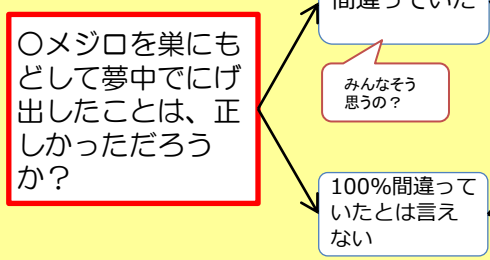 間違っていた
〇メジロを巣にも
どして夢中でにげ
出したことは、正
しかっただろう
か？
みんなそう
思うの？
100%間違って
いたとは言え
ない